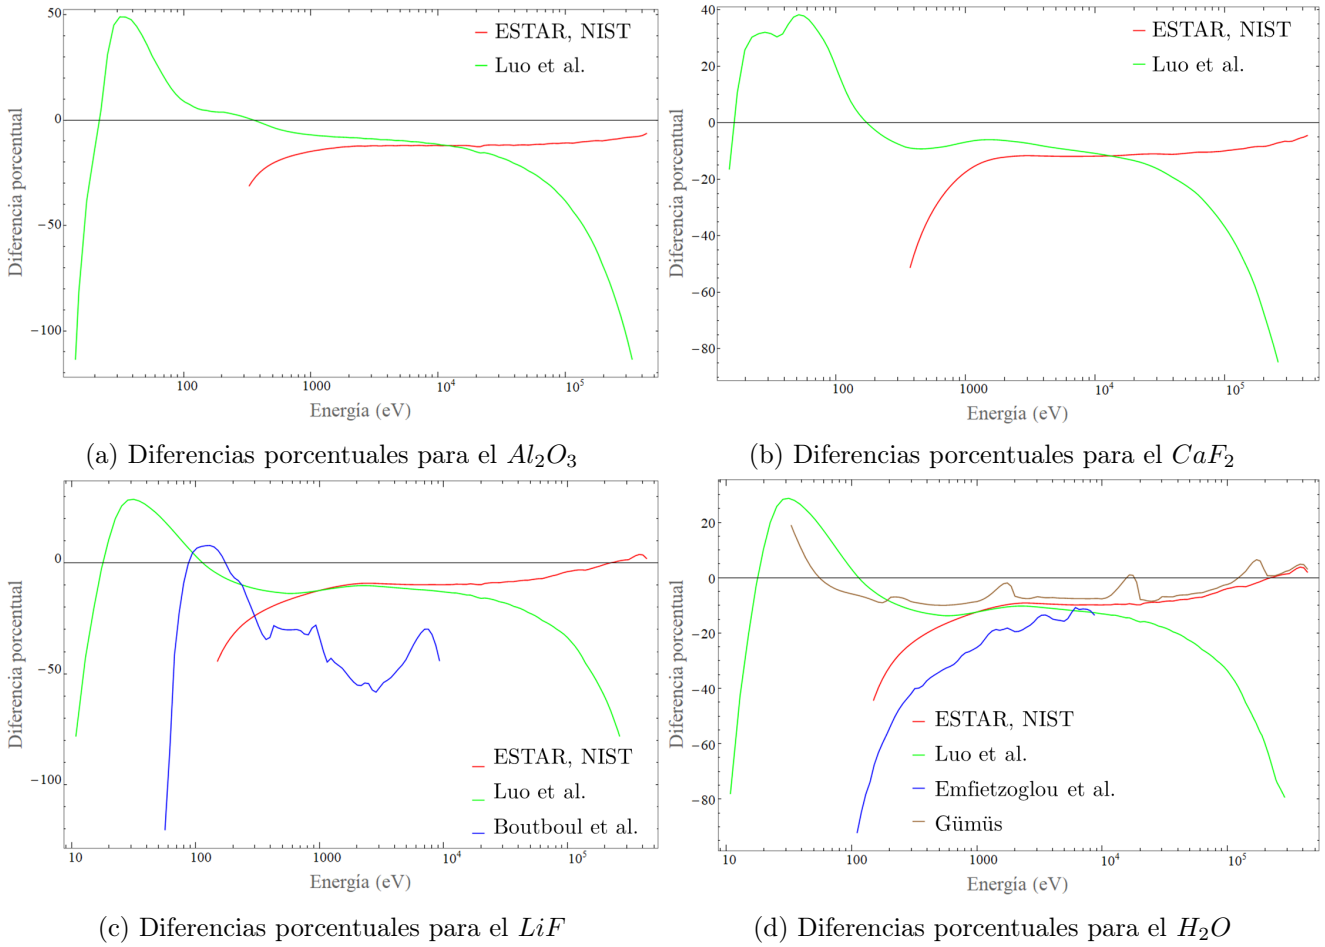 50
0
−50
−100
Diferencia porcentual
ESTAR, NIST
Luo et al.
100
1000
10⁴
10⁵
Energía (eV)
(a) Diferencias porcentuales para el Al₂O₃
40
20
0
−20
−40
−60
−80
Diferencia porcentual
ESTAR, NIST
Luo et al.
100
1000
10⁴
10⁵
Energía (eV)
(b) Diferencias porcentuales para el CaF₂
0
−50
−100
Diferencia porcentual
ESTAR, NIST
Luo et al.
Boutboul et al.
10
100
1000
10⁴
10⁵
Energía (eV)
(c) Diferencias porcentuales para el LiF
20
0
−20
−40
−60
−80
Diferencia porcentual
ESTAR, NIST
Luo et al.
Emfietzoglou et al.
Gümüs
10
100
1000
10⁴
10⁵
Energía (eV)
(d) Diferencias porcentuales para el H₂O